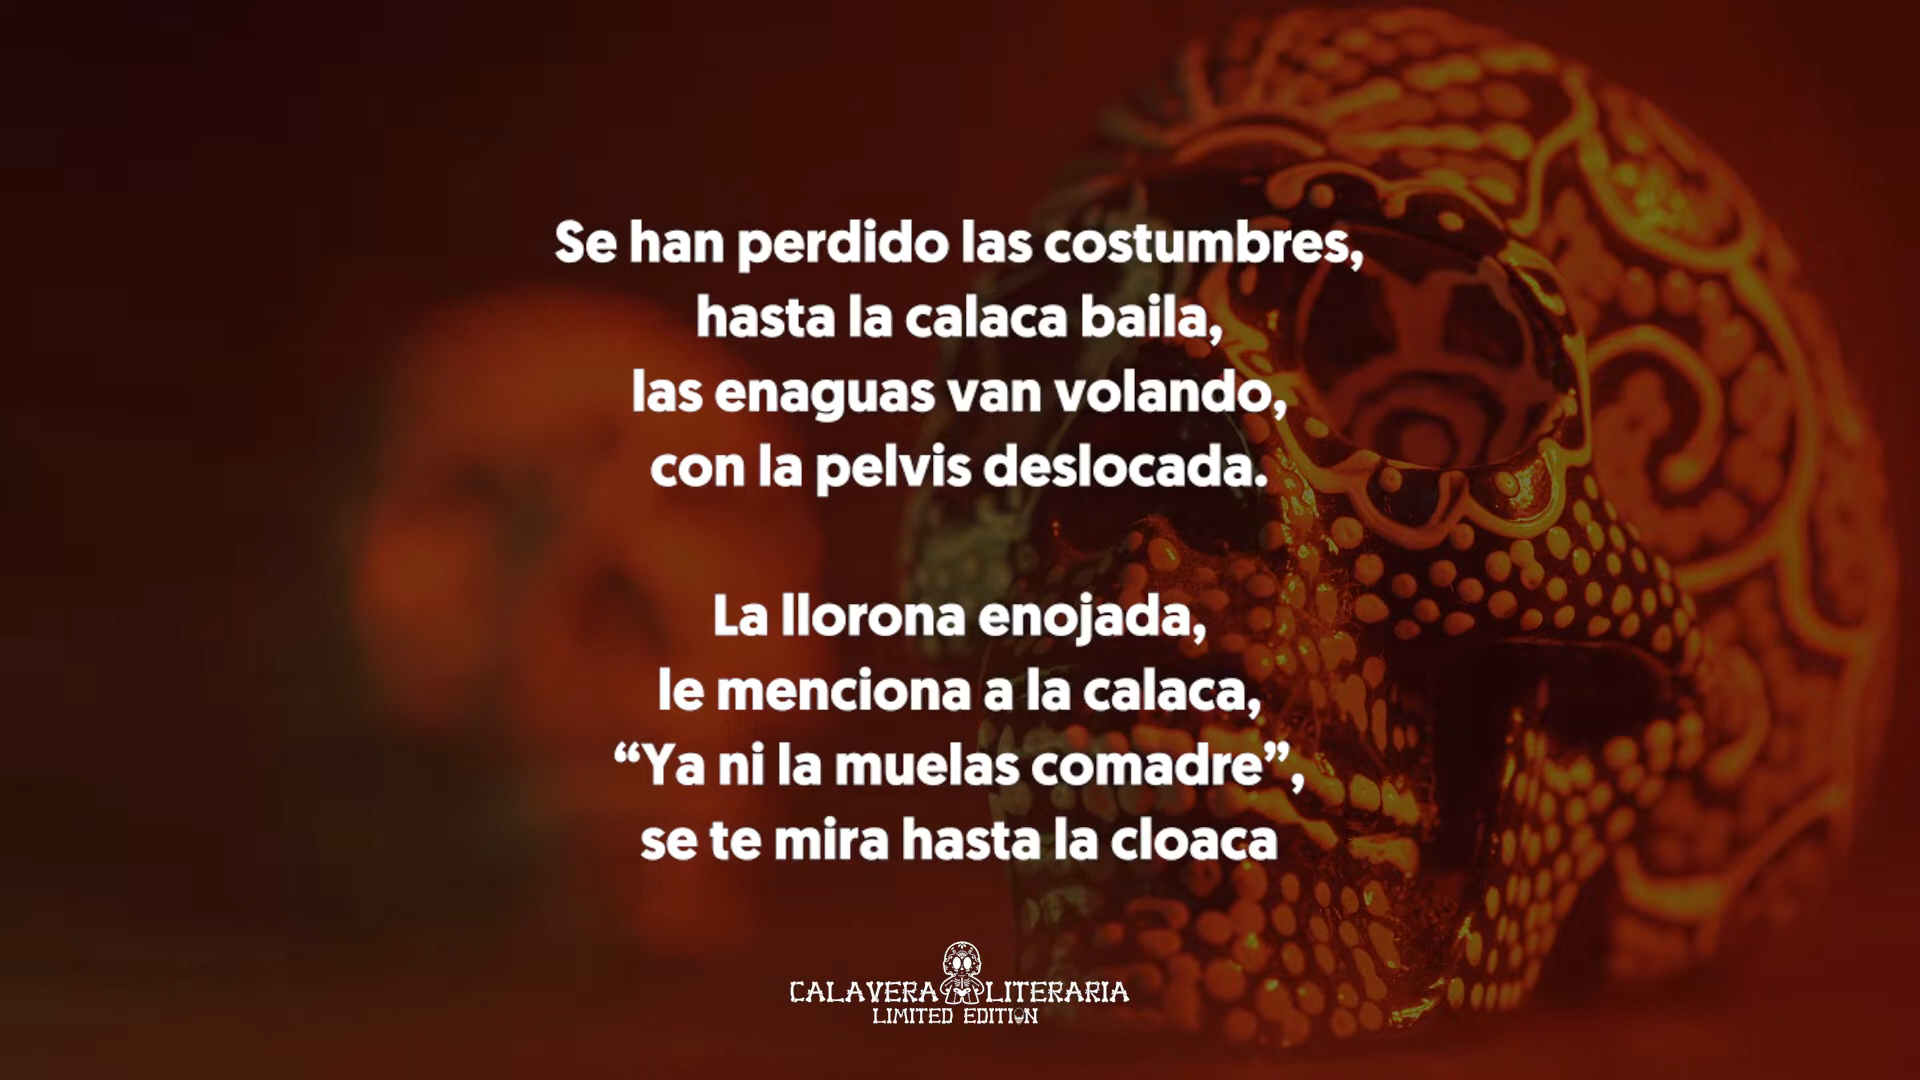 Se han perdido las costumbres,
hasta la calaca baila,
las enaguas van volando,
con la pelvis deslocada.
La llorona enojada,
le menciona a la calaca,
“Ya ni la muelas comadre”,
se te mira hasta la cloaca
CALAVERA LITERARIA
LIMITED EDITION